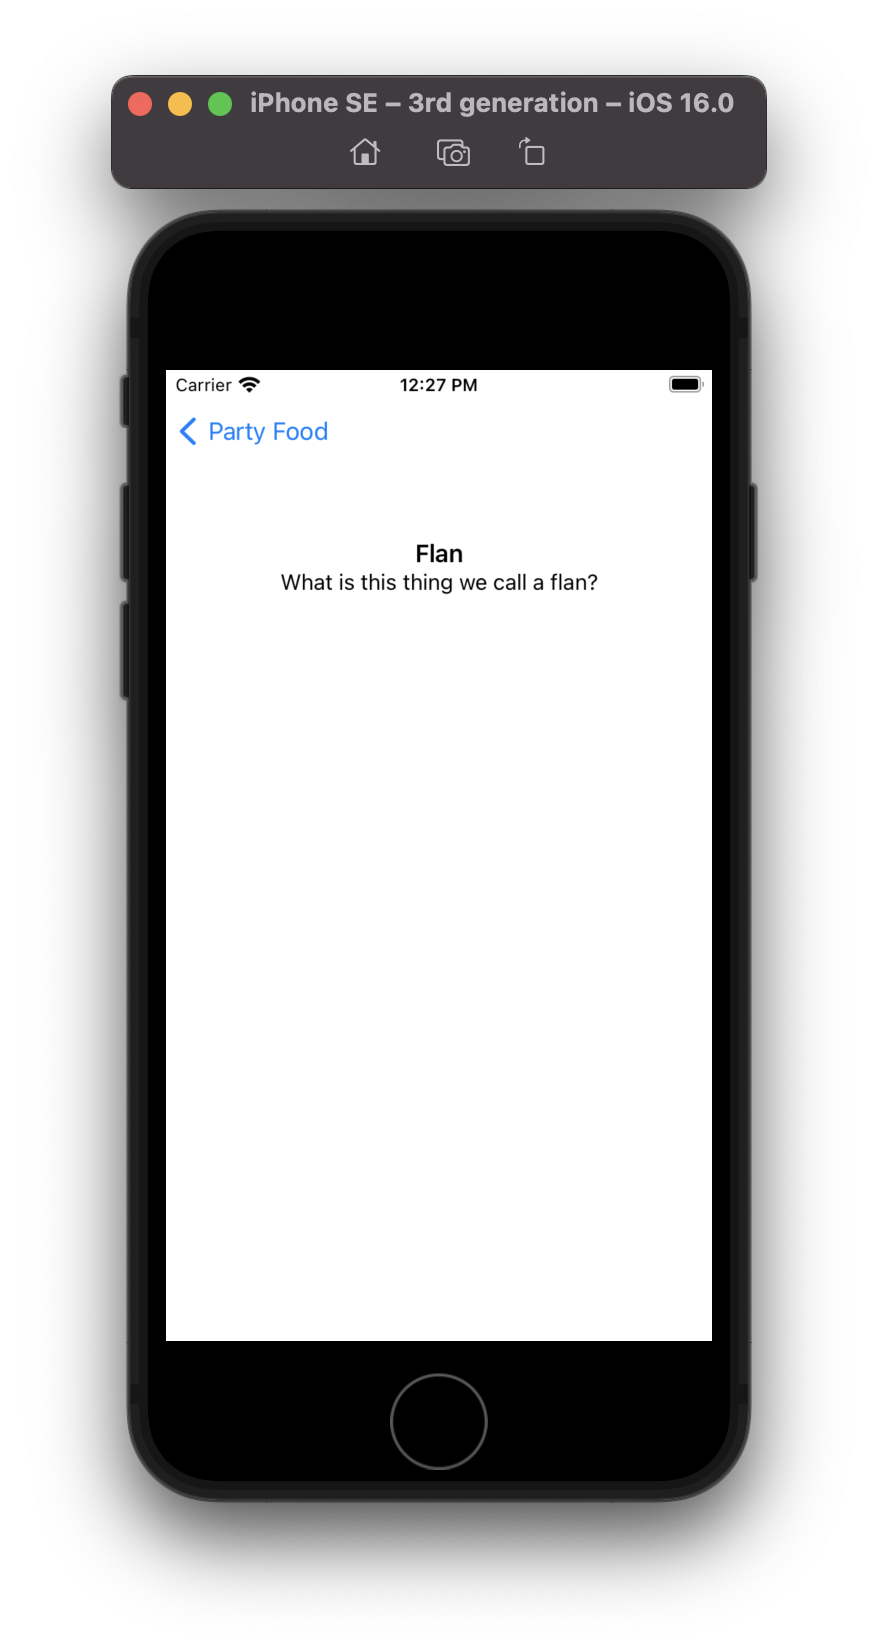 iPhone SE – 3rd generation – iOS 16.0
Carrier 12:27 PM
Party Food
Flan
What is this thing we call a flan?